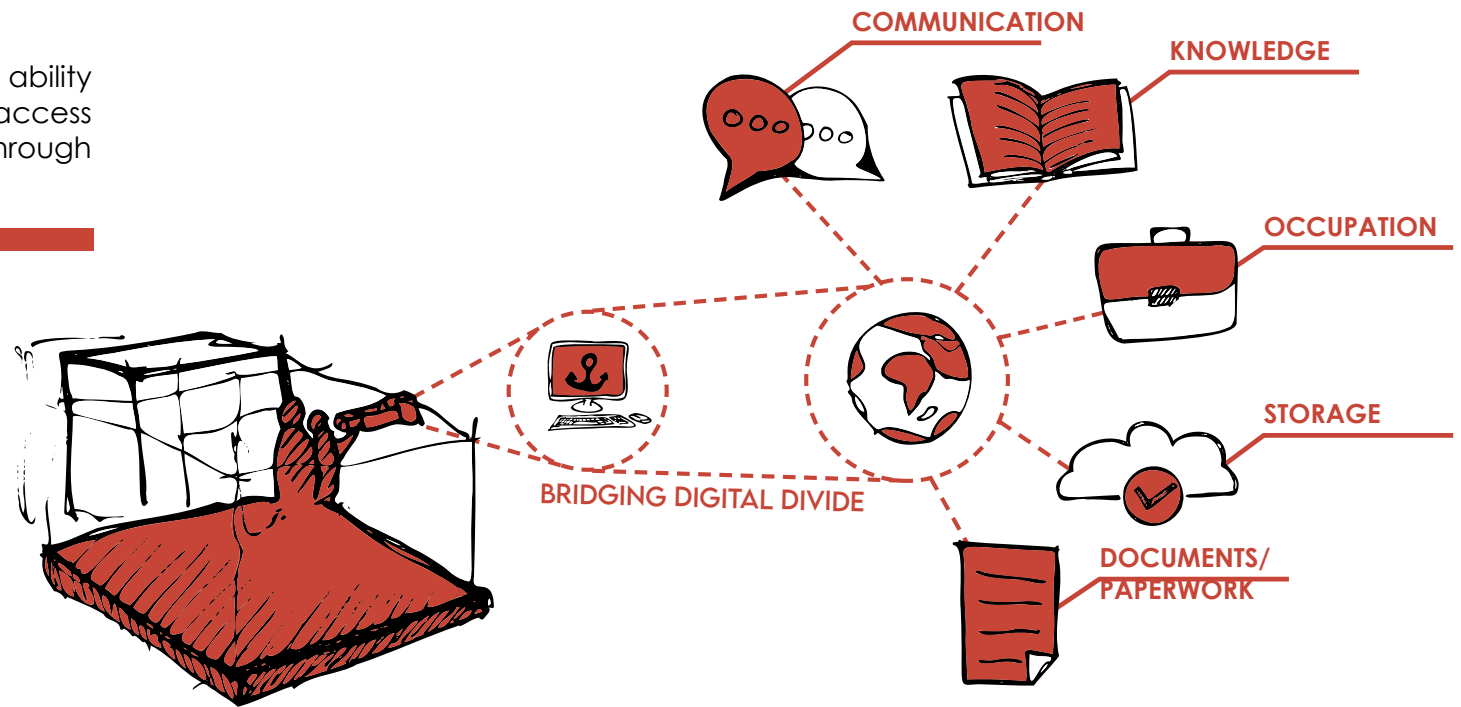 ability
access
hrough
COMMUNICATION
KNOWLEDGE
OCCUPATION
STORAGE
BRIDGING DIGITAL DIVIDE
DOCUMENTS/
PAPERWORK